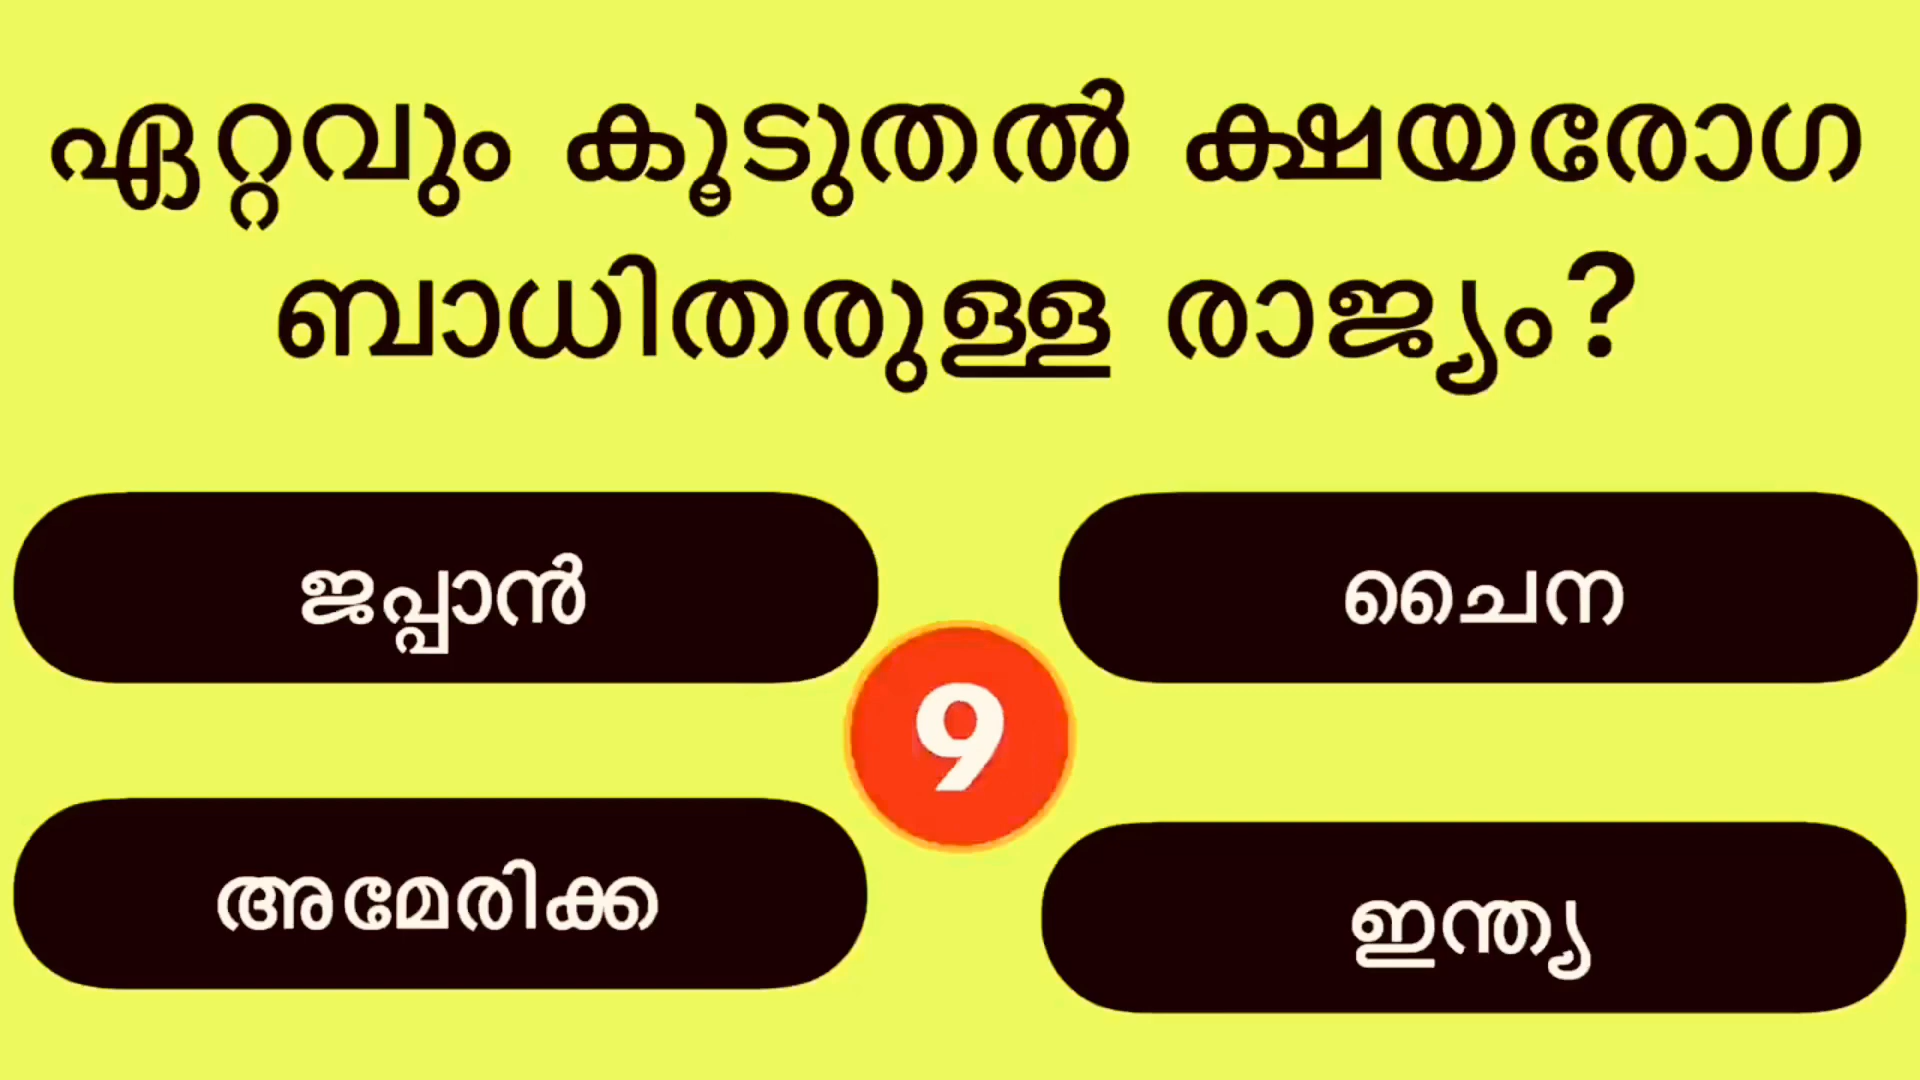 ഏറ്റവും കൂടുതൽ ക്ഷയരോഗ
ബാധിതരുള്ള രാജ്യം?
ജപ്പാൻ
ചൈന
9
അമേരിക്ക
ഇന്ത്യ